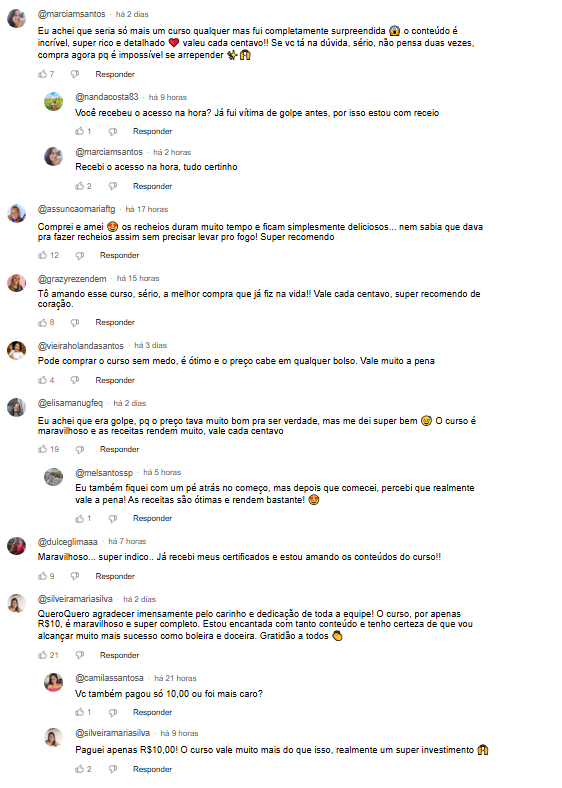 @marciamsantos · há 2 dias
Eu achei que seria só mais um curso qualquer mas fui completamente surpreendida 😱 o conteúdo é
incrível, super rico e detalhado ❤️ valeu cada centavo!! Se vc tá na dúvida, sério, não pensa duas vezes,
compra agora pq é impossível se arrepender ✨🙌
7 Responder
@nandacosta83 · há 9 horas
Você recebeu o acesso na hora? Já fui vítima de golpe antes, por isso estou com receio
1 Responder
@marciamsantos · há 2 horas
Recebi o acesso na hora, tudo certinho
2 Responder
@assuncaomariaftg · há 17 horas
Comprei e amei 🤩 os recheios duram muito tempo e ficam simplesmente deliciosos... nem sabia que dava
pra fazer recheios assim sem precisar levar pro fogo! Super recomendo
12 Responder
@grazyrezendem · há 15 horas
Tô amando esse curso, sério, a melhor compra que já fiz na vida!! Vale cada centavo, super recomendo de
coração.
8 Responder
@vieiraholandasantos · há 3 dias
Pode comprar o curso sem medo, é ótimo e o preço cabe em qualquer bolso. Vale muito a pena
4 Responder
@elisamanugfeq · há 2 dias
Eu achei que era golpe, pq o preço tava muito bom pra ser verdade, mas me dei super bem 😅 O curso é
maravilhoso e as receitas rendem muito, vale cada centavo
19 Responder
@melsantossp · há 5 horas
Eu também fiquei com um pé atrás no começo, mas depois que comecei, percebi que realmente
vale a pena! As receitas são ótimas e rendem bastante! 🤩
1 Responder
@dulceglimaaa · há 7 horas
Maravilhoso... super indico.. Já recebi meus certificados e estou amando os conteúdos do curso!!
9 Responder
@silveiramariasilva · há 2 dias
QueroQuero agradecer imensamente pelo carinho e dedicação de toda a equipe! O curso, por apenas
R$10, é maravilhoso e super completo. Estou encantada com tanto conteúdo e tenho certeza de que vou
alcançar muito mais sucesso como boleira e doceira. Gratidão a todos 👏
21 Responder
@camilassantosa · há 21 horas
Vc também pagou só 10,00 ou foi mais caro?
1 Responder
@silveiramariasilva · há 9 horas
Paguei apenas R$10,00! O curso vale muito mais do que isso, realmente um super investimento 🙌
2 Responder